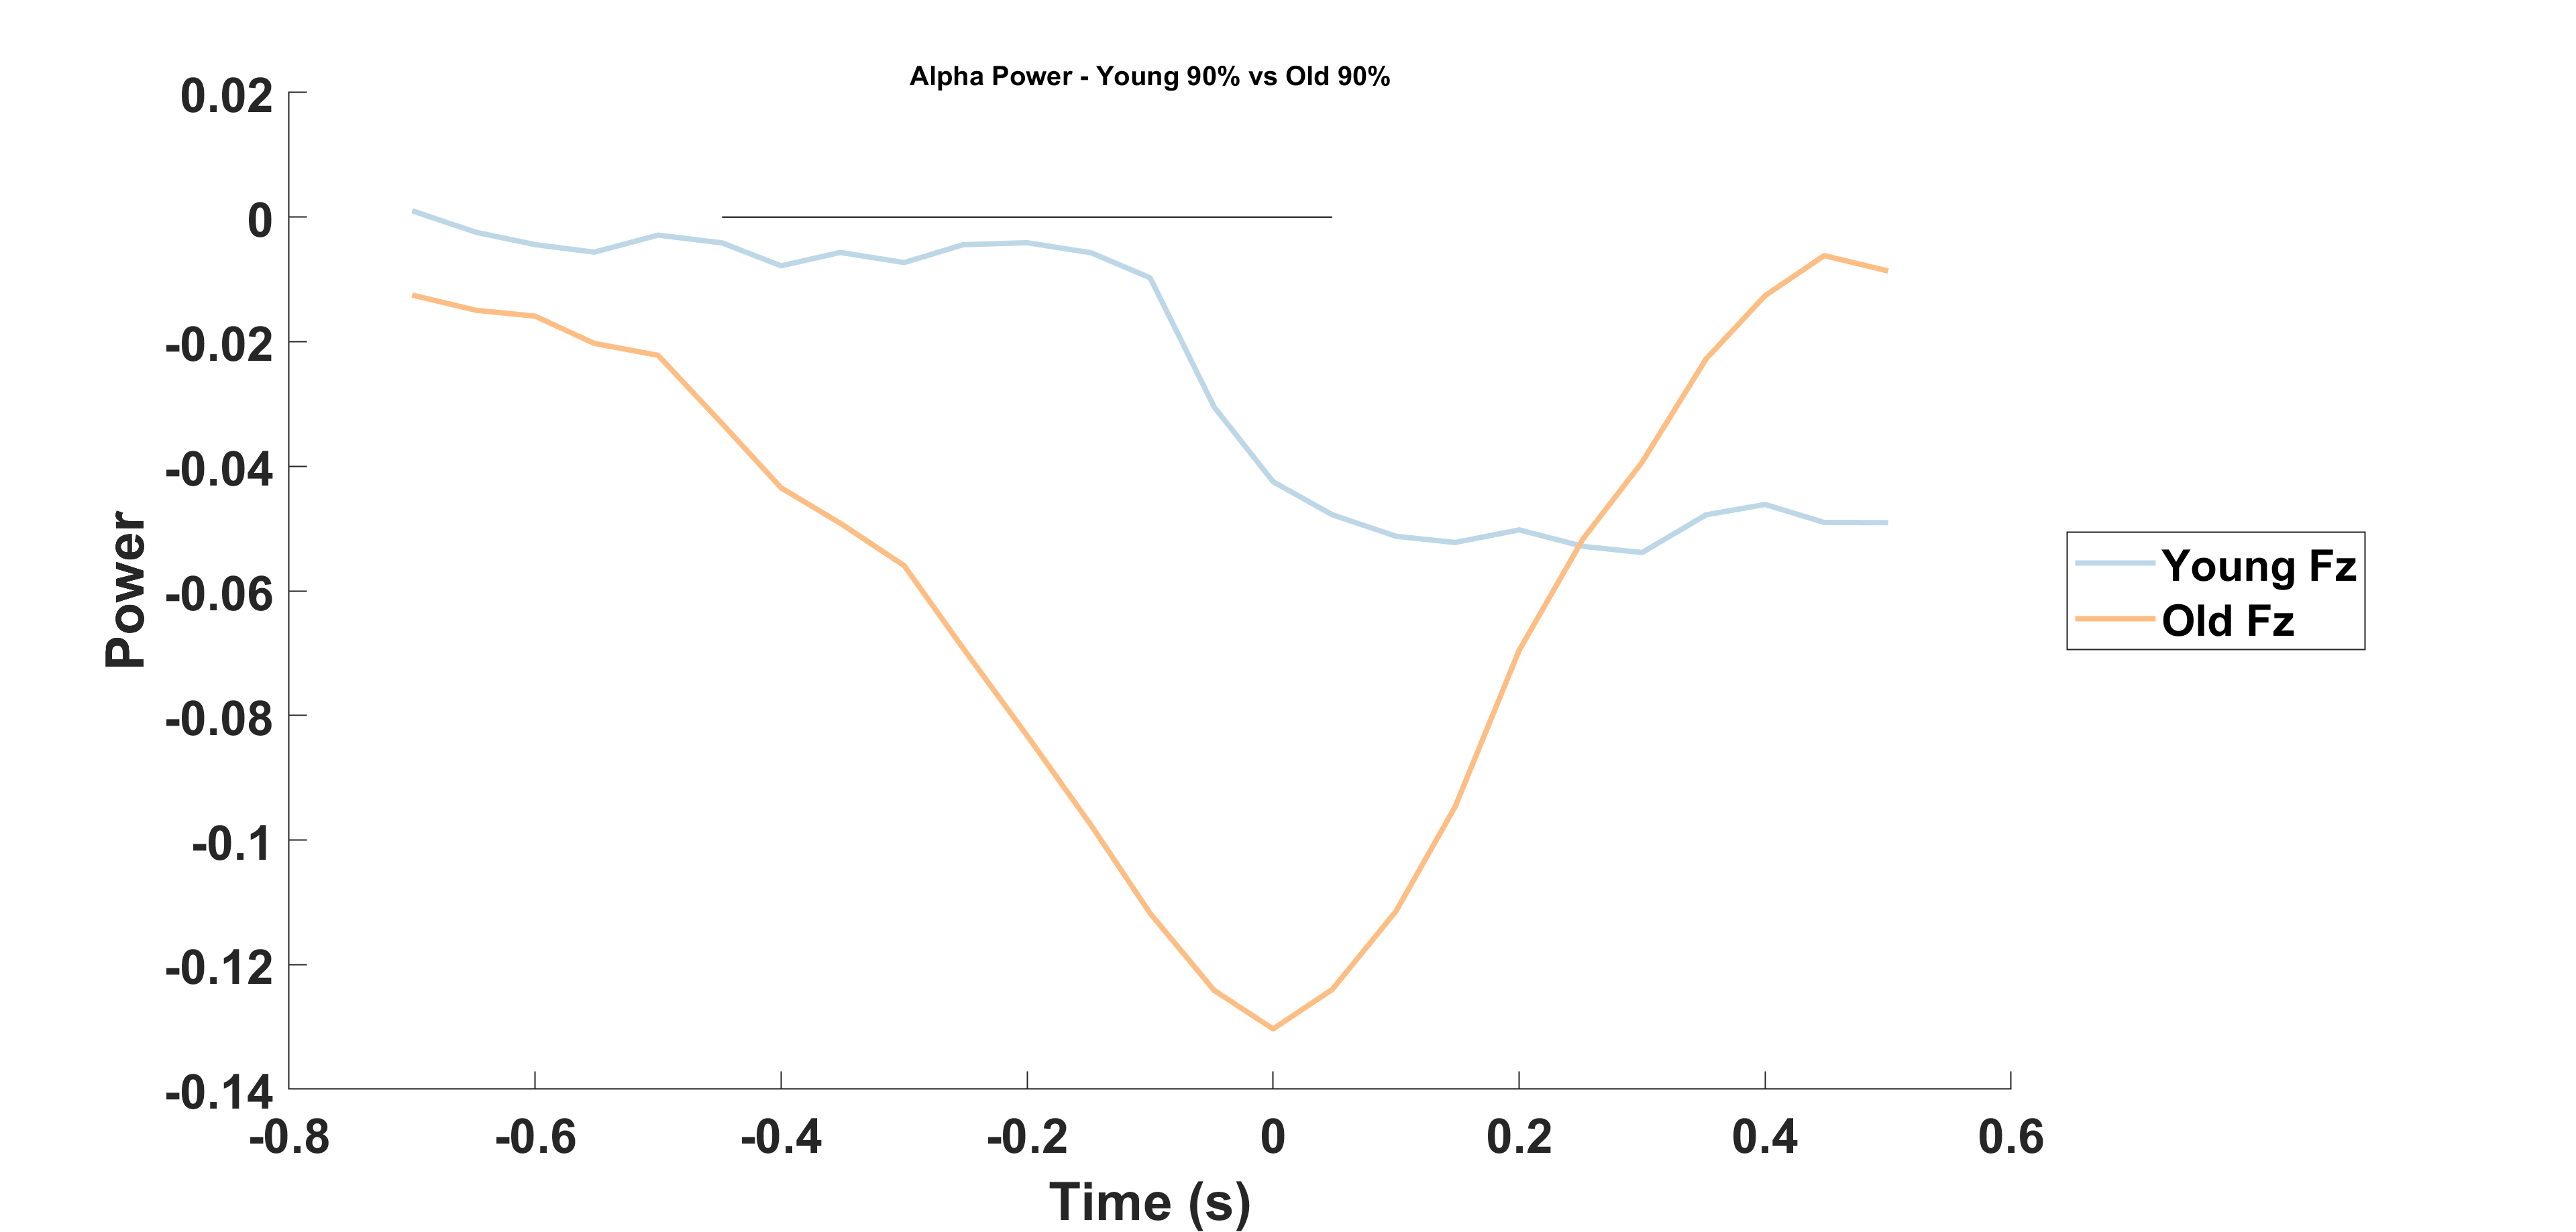 Alpha Power - Young 90% vs Old 90%
0.02
0
-0.02
-0.04
-0.06
-0.08
-0.1
-0.12
-0.14
Power
-0.8 -0.6 -0.4 -0.2 0 0.2 0.4 0.6
Time (s)
Young Fz
Old Fz